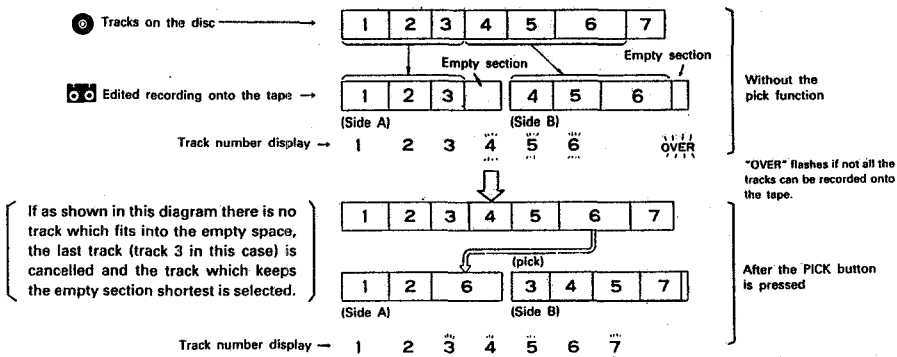 Tracks on the disc
1 2 3 4 5 6 7
Empty section
Empty section
Edited recording onto the tape →
1 2 3 4 5 6
(Side A) (Side B)
Track number display → 1 2 3 4 5 6 OVER
Without the
pick function
"OVER" flashes if not all the
tracks can be recorded onto
the tape.
If as shown in this diagram there is no
track which fits into the empty space,
the last track (track 3 in this case) is
cancelled and the track which keeps
the empty section shortest is selected.
1 2 3 4 5 6 7
(pick)
1 2 6 3 4 5 7
(Side A) (Side B)
Track number display → 1 2 3 4 5 6 7
After the PICK button
is pressed